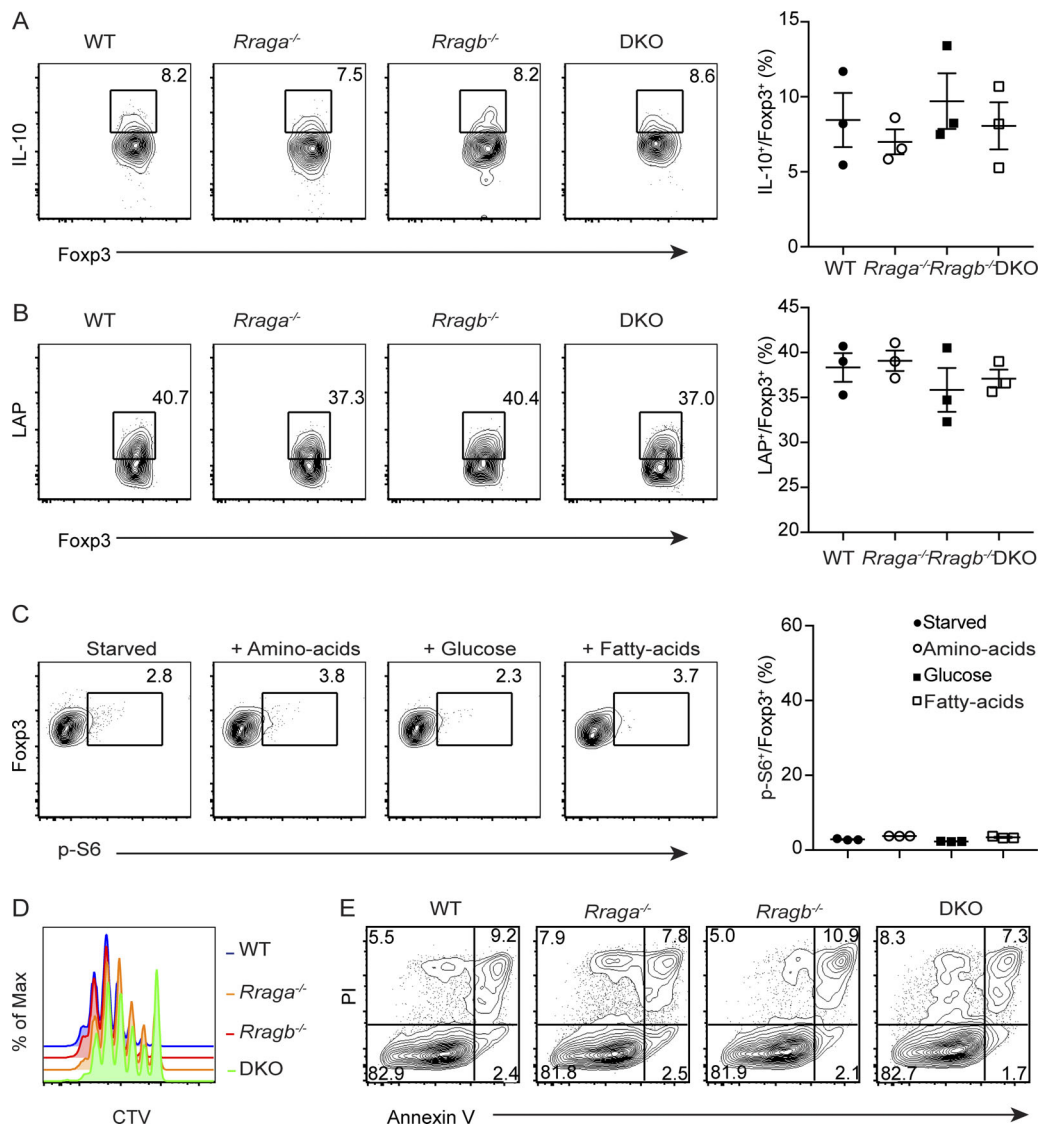 A
WT Rraga-/- Rragb-/- DKO
8.2 7.5 8.2 8.6
IL-10
Foxp3
IL-10+/Foxp3+ (%)
15
10
5
0
WT Rraga-/- Rragb-/- DKO
B
WT Rraga-/- Rragb-/- DKO
40.7 37.3 40.4 37.0
LAP
Foxp3
LAP+/Foxp3+ (%)
45
40
35
30
25
20
WT Rraga-/- Rragb-/- DKO
C
Starved + Amino-acids + Glucose + Fatty-acids
2.8 3.8 2.3 3.7
Foxp3
p-S6
p-S6+/Foxp3+ (%)
60
40
20
0
Starved
Amino-acids
Glucose
Fatty-acids
D
% of Max
CTV
WT
Rraga-/-
Rragb-/-
DKO
E
WT Rraga-/- Rragb-/- DKO
5.5 9.2 7.9 7.8 5.0 10.9 8.3 7.3
PI
82.9 2.4 81.8 2.5 81.9 2.1 82.7 1.7
Annexin V